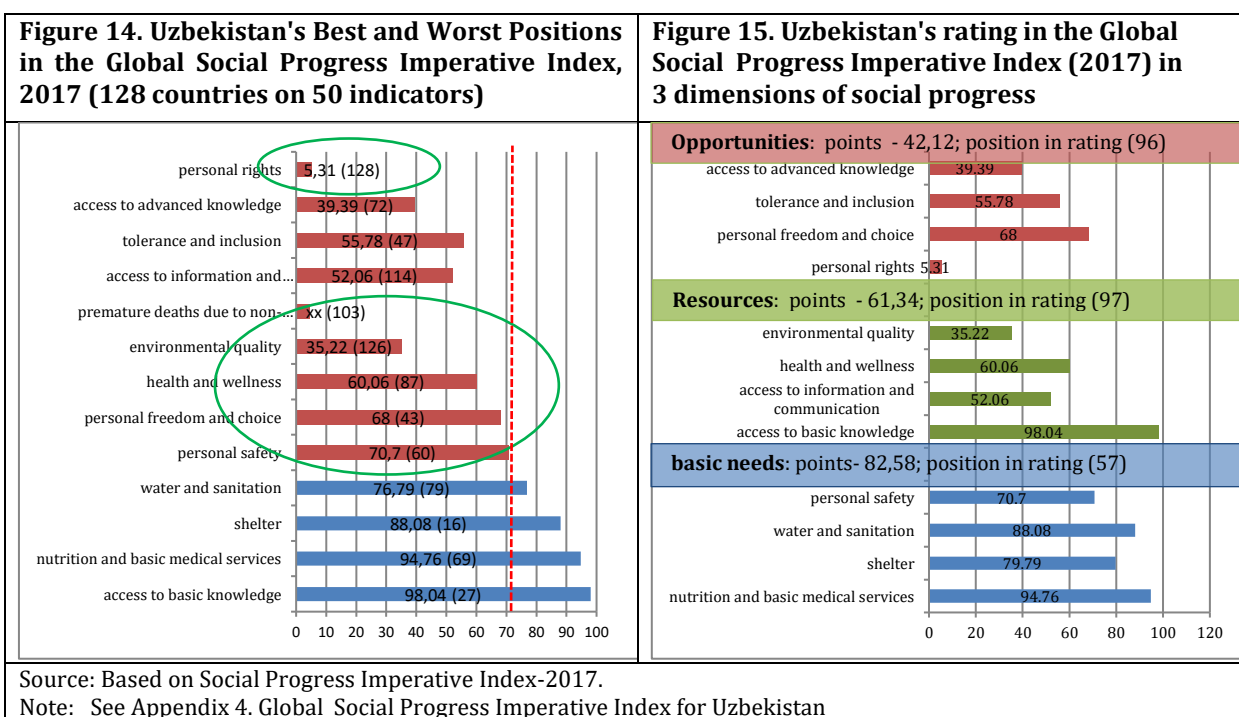 Figure 14. Uzbekistan's Best and Worst Positions
in the Global Social Progress Imperative Index,
2017 (128 countries on 50 indicators)
personal rights 5,31 (128)
access to advanced knowledge 39,39 (72)
tolerance and inclusion 55,78 (47)
access to information and... 52,06 (114)
premature deaths due to non-... xx (103)
environmental quality 35,22 (126)
health and wellness 60,06 (87)
personal freedom and choice 68 (43)
personal safety 70,7 (60)
water and sanitation 76,79 (79)
shelter 88,08 (16)
nutrition and basic medical services 94,76 (69)
access to basic knowledge 98,04 (27)
0 10 20 30 40 50 60 70 80 90 100
Figure 15. Uzbekistan's rating in the Global
Social Progress Imperative Index (2017) in
3 dimensions of social progress
Opportunities: points - 42,12; position in rating (96)
access to advanced knowledge 39.39
tolerance and inclusion 55.78
personal freedom and choice 68
personal rights 5.31
Resources: points - 61,34; position in rating (97)
environmental quality 35.22
health and wellness 60.06
access to information and
communication 52.06
access to basic knowledge 98.04
basic needs: points- 82,58; position in rating (57)
personal safety 70.7
water and sanitation 88.08
shelter 79.79
nutrition and basic medical services 94.76
0 20 40 60 80 100 120
Source: Based on Social Progress Imperative Index-2017.
Note: See Appendix 4. Global Social Progress Imperative Index for Uzbekistan